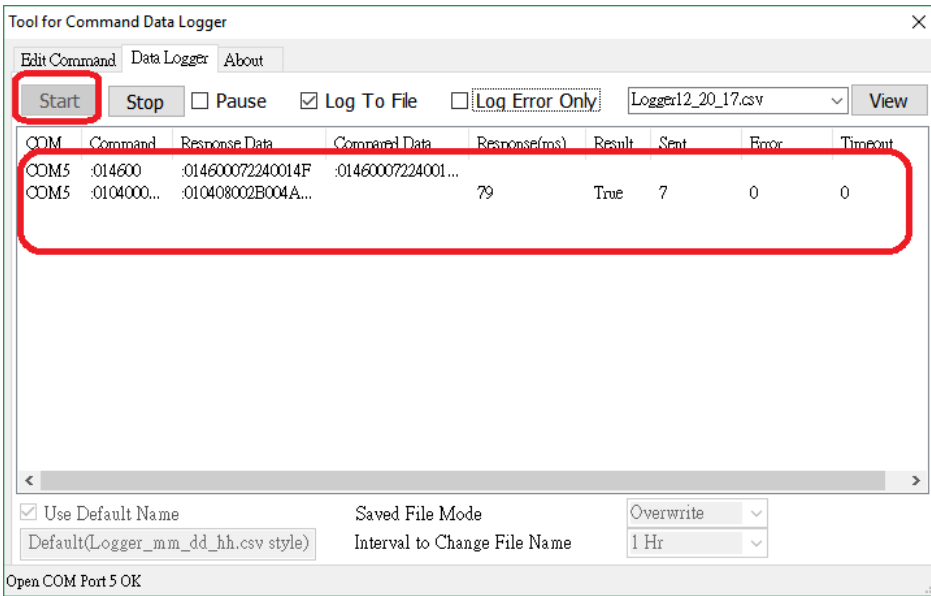 Tool for Command Data Logger
Edit Command Data Logger About
Start Stop Pause Log To File Log Error Only Logger12_20_17.csv View
COM Command Response Data Compared Data Response(ms) Result Sent Error Timeout
COM5 :014600 :014600072240014F :01460007224001...
COM5 :0104000... :010408002B004A... 79 True 7 0 0
Use Default Name Saved File Mode Overwrite
Default(Logger_mm_dd_hh.csv style) Interval to Change File Name 1 Hr
Open COM Port 5 OK